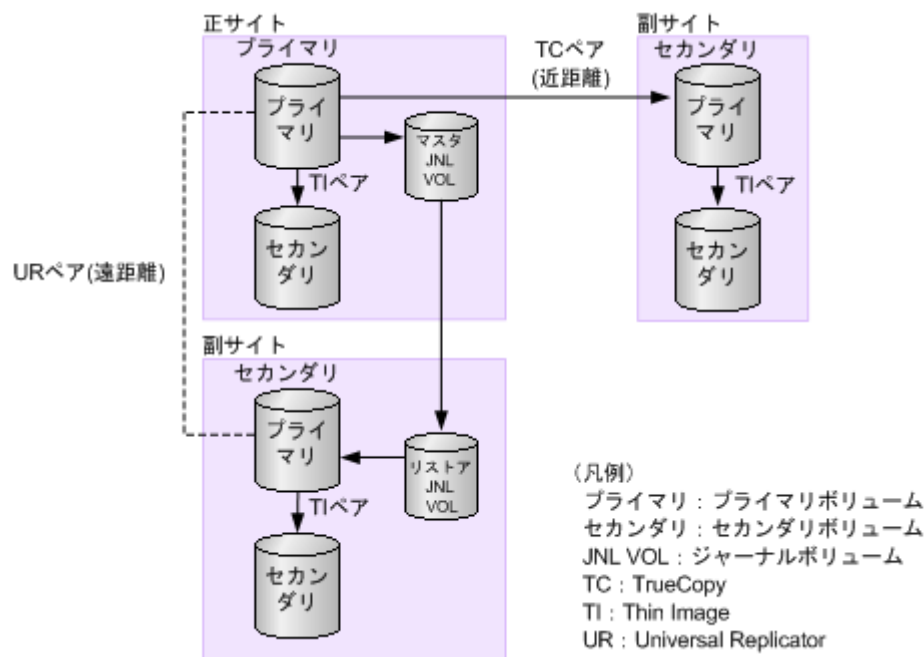 正サイト
プライマリ
プライ
マリ
マスタ
JNL
VOL
TIペア
セカン
ダリ
TCペア
(近距離)
副サイト
セカンダリ
プライ
マリ
TIペア
セカン
ダリ
URペア(遠距離)
副サイト
セカンダリ
プライ
マリ
リストア
JNL
VOL
TIペア
セカン
ダリ
（凡例）
プライマリ：プライマリボリューム
セカンダリ：セカンダリボリューム
JNL VOL：ジャーナルボリューム
TC：TrueCopy
TI：Thin Image
UR：Universal Replicator